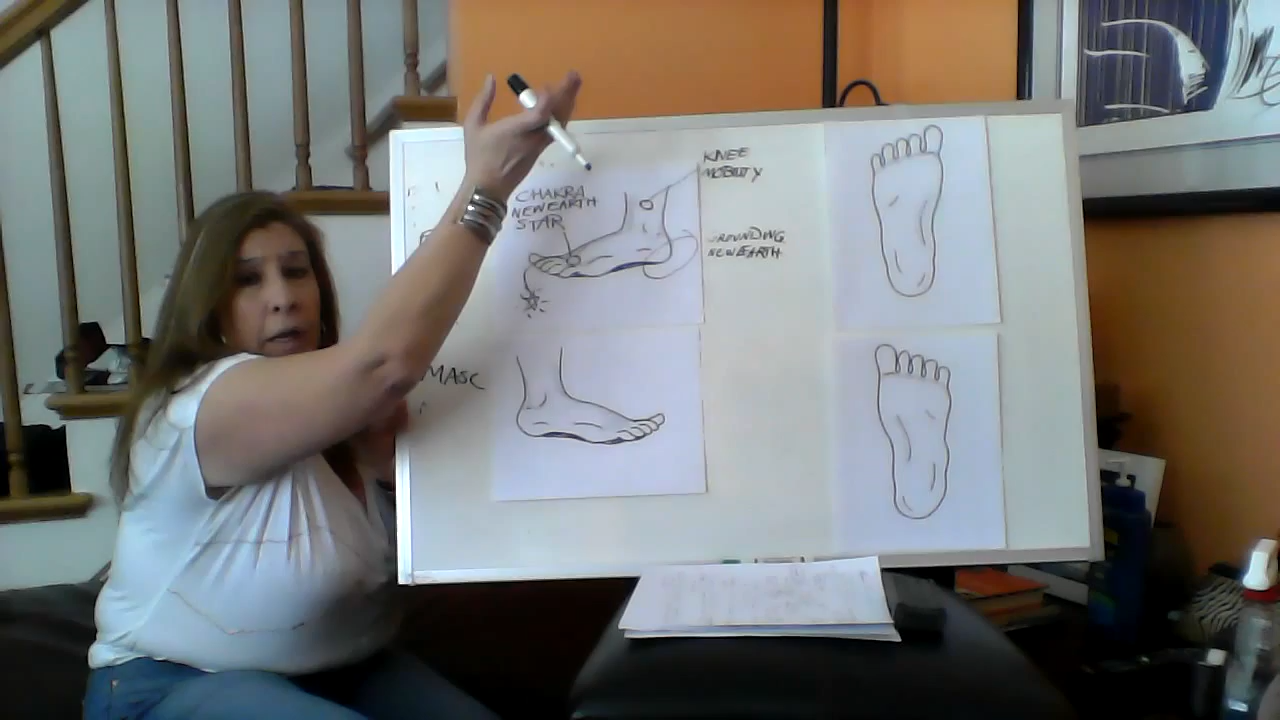 CHAKRA
NEW EARTH
STAR
KNEE
MOBILITY
GROUNDING
NEW EARTH
MASC